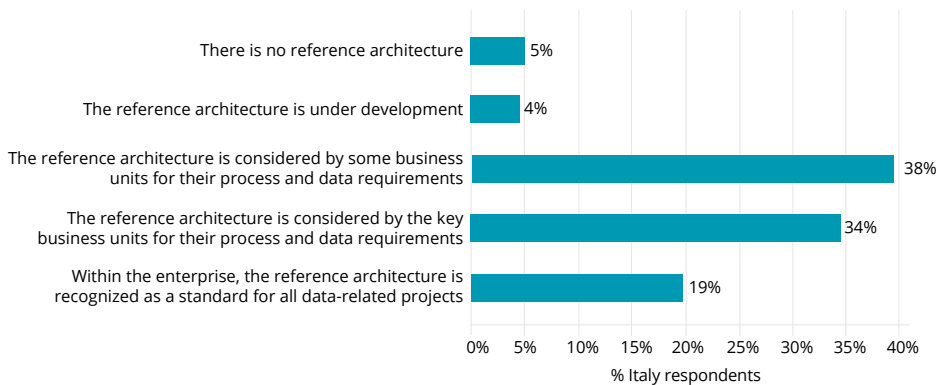 There is no reference architecture
5%
The reference architecture is under development
4%
The reference architecture is considered by some business
units for their process and data requirements
38%
The reference architecture is considered by the key
business units for their process and data requirements
34%
Within the enterprise, the reference architecture is
recognized as a standard for all data-related projects
19%
0% 5% 10% 15% 20% 25% 30% 35% 40%
% Italy respondents